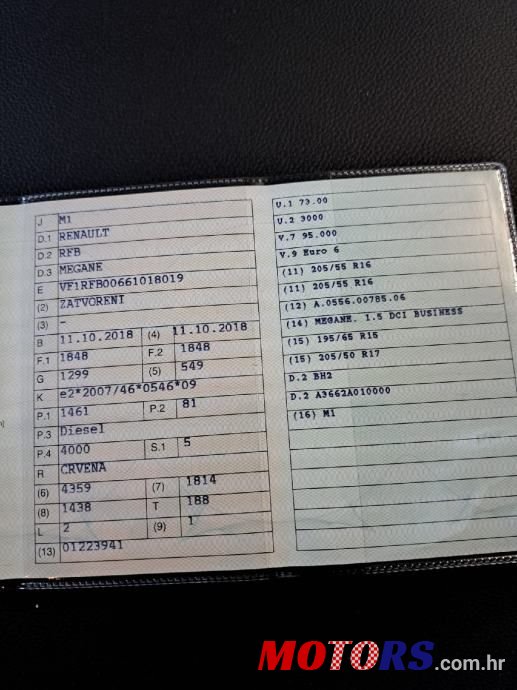 J M1
D.1 RENAULT
D.2 RFB
D.3 MEGANE
E VF1RFB00661018019
(2) ZATVORENI
(3) –
B 11.10.2018 (4) 11.10.2018
F.1 1848 F.2 1848
G 1299 (5) 549
K e2*2007/46*0546*09
P.1 1461 P.2 81
P.3 Diesel
P.4 4000 S.1 5
R CRVENA
(6) 4359 (7) 1814
(8) 1438 T 188
L 2 (9) 1
(13) 01223941
U.1 73.00
U.2 3000
V.7 95.000
V.9 Euro 6
(11) 205/55 R16
(11) 205/55 R16
(12) A.0556.00785.06
(14) MEGANE. 1.5 DCI BUSINESS
(15) 195/65 R15
(15) 205/50 R17
D.2 BH2
D.2 A3662A010000
(16) M1
MOTORS.com.hr